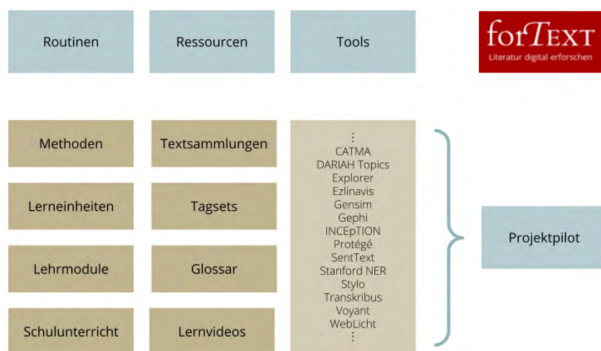 Routinen
Ressourcen
Tools
forTEXT
Literatur digital erforschen
Methoden
Textsammlungen
Lerneinheiten
Tagsets
Lehrmodule
Glossar
Schulunterricht
Lernvideos
⋮
CATMA
DARIAH Topics
Explorer
Ezlinavis
Gensim
Gephi
INCEpTION
Protégé
SentText
Stanford NER
Stylo
Transkribus
Voyant
WebLicht
⋮
Projektpilot